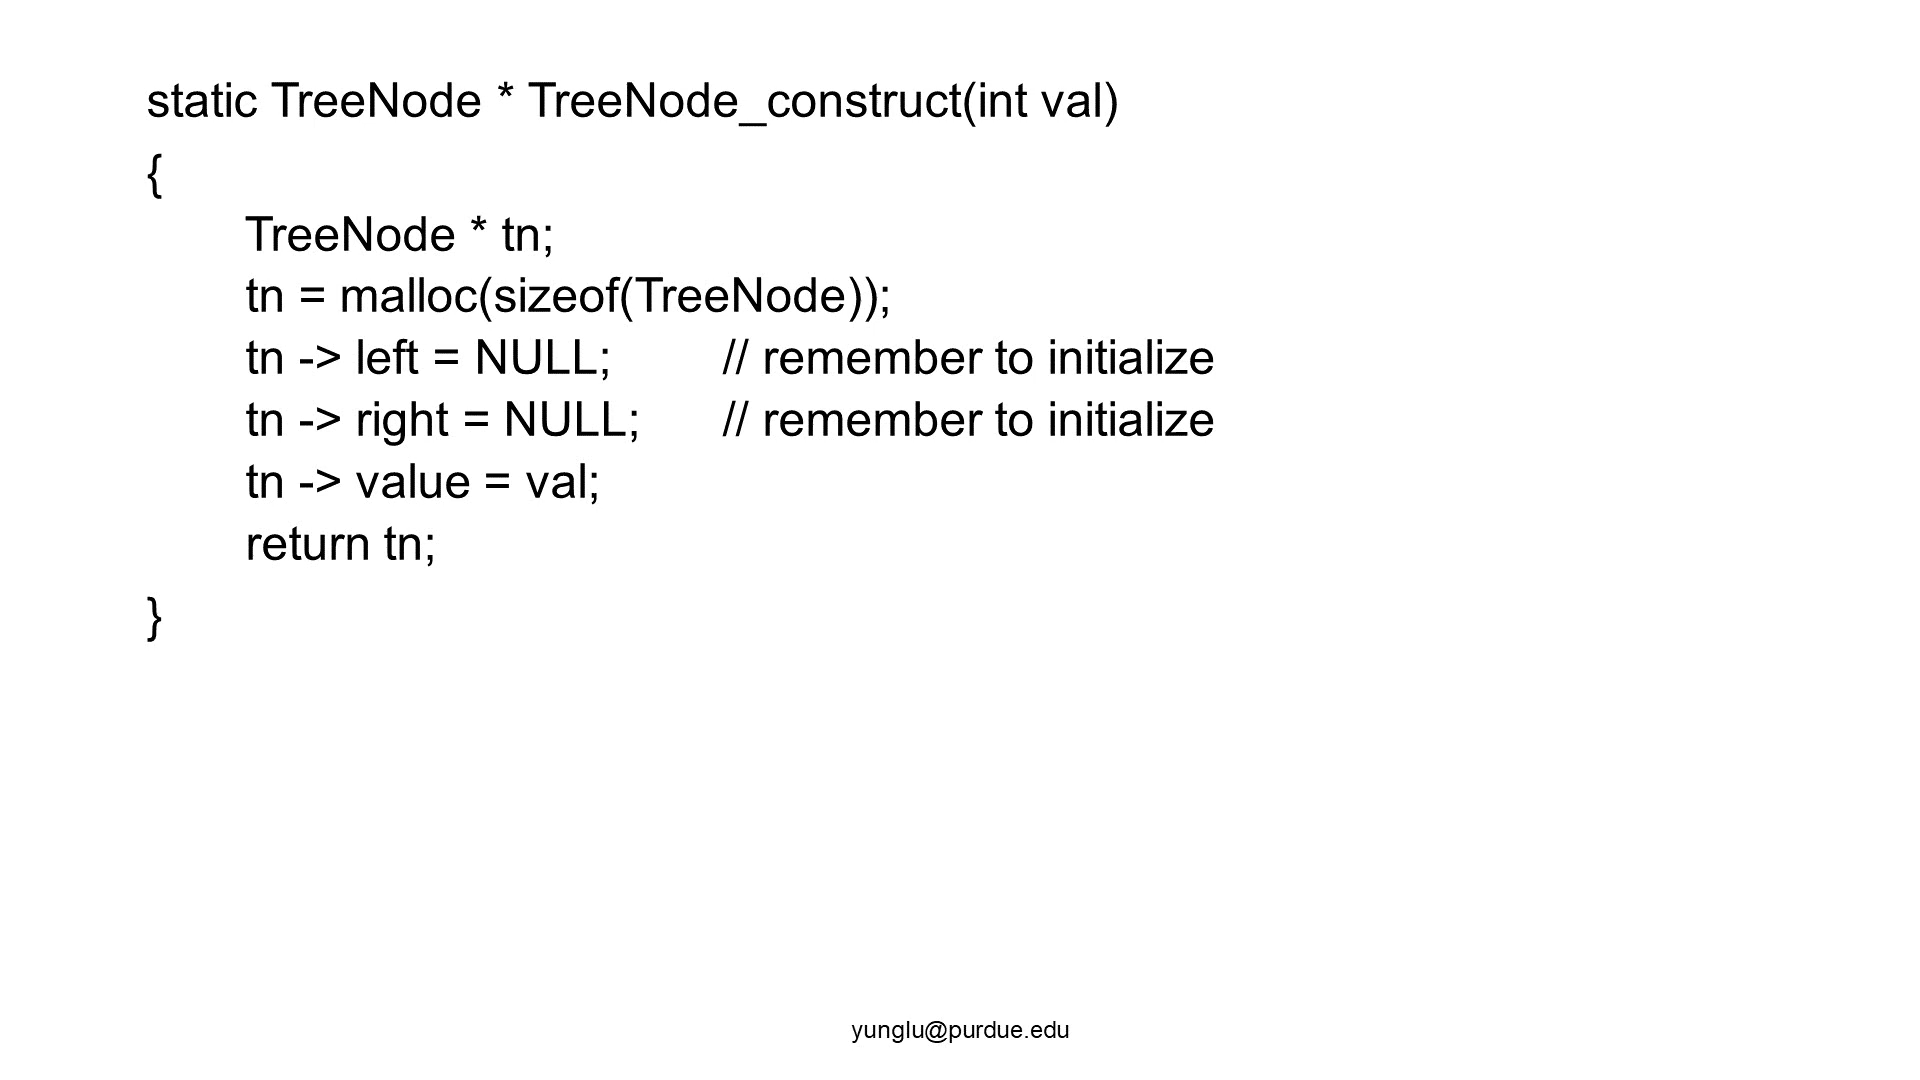 static TreeNode * TreeNode_construct(int val)
{
TreeNode * tn;
tn = malloc(sizeof(TreeNode));
tn -> left = NULL; // remember to initialize
tn -> right = NULL; // remember to initialize
tn -> value = val;
return tn;
}
yunglu@purdue.edu